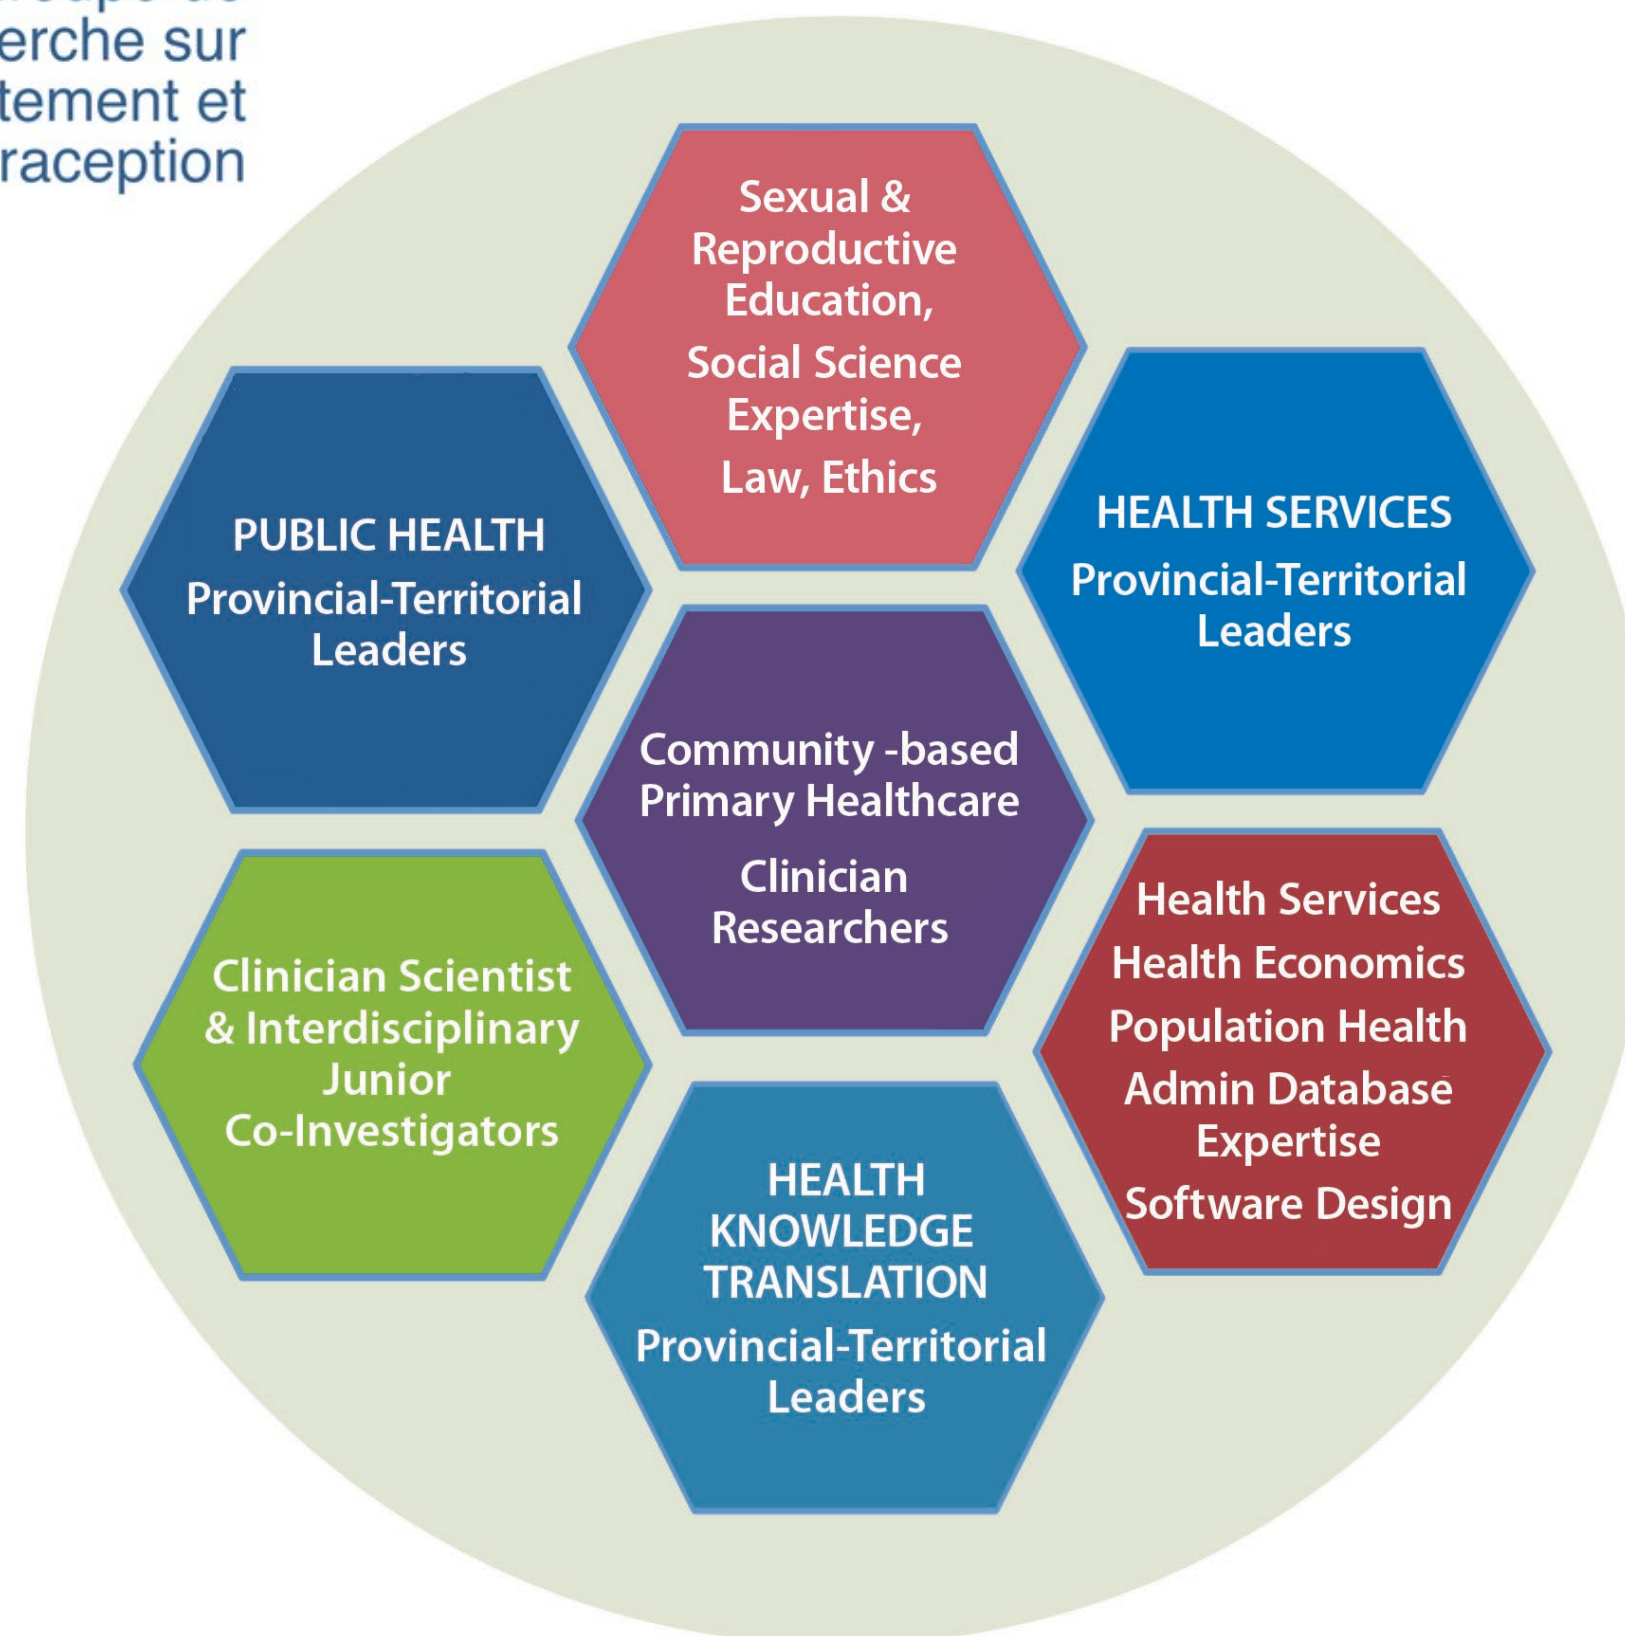 erche sur
tement et
raception
Sexual &
Reproductive
Education,
Social Science
Expertise,
Law, Ethics
PUBLIC HEALTH
Provincial-Territorial
Leaders
HEALTH SERVICES
Provincial-Territorial
Leaders
Community -based
Primary Healthcare
Clinician
Researchers
Clinician Scientist
& Interdisciplinary
Junior
Co-Investigators
Health Services
Health Economics
Population Health
Admin Database
Expertise
Software Design
HEALTH
KNOWLEDGE
TRANSLATION
Provincial-Territorial
Leaders